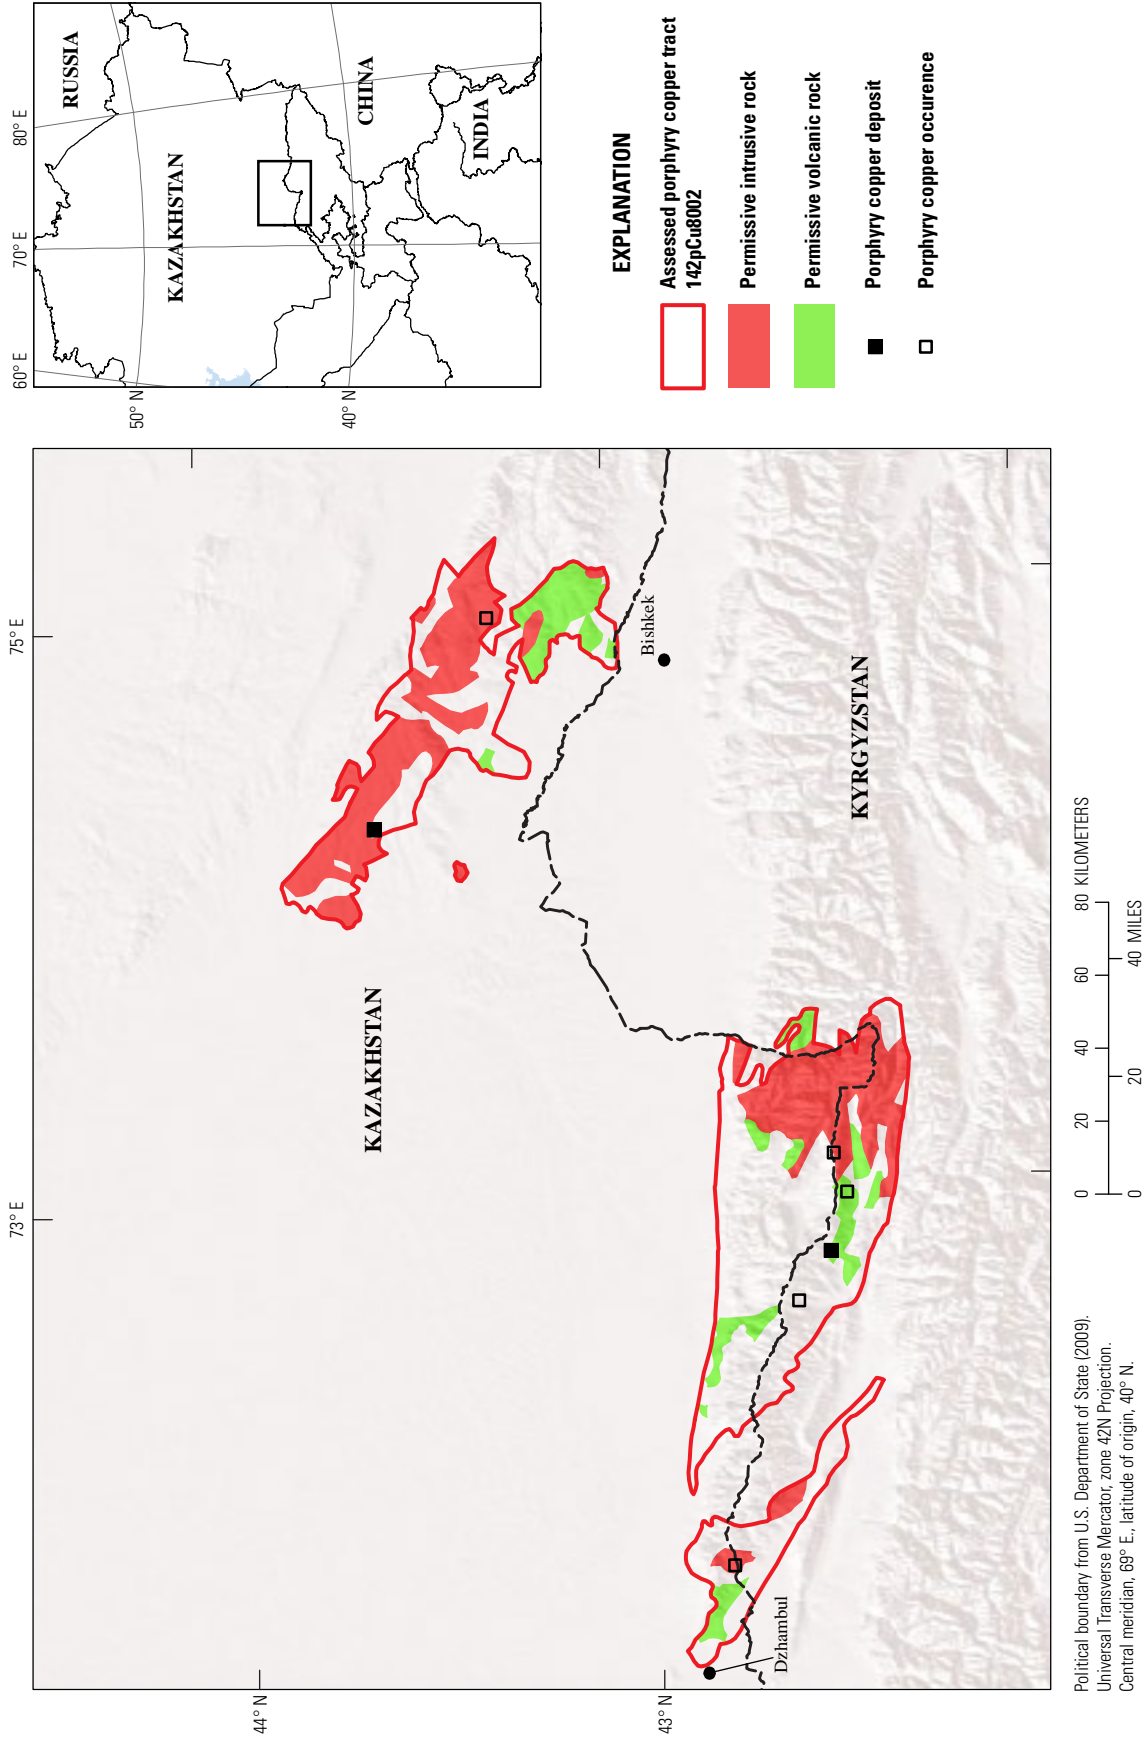 73° E
75° E
44° N
43° N
KAZAKHSTAN
KYRGYZSTAN
Bishkek
Dzhambul
60° E
70° E
80° E
50° N
40° N
RUSSIA
KAZAKHSTAN
CHINA
INDIA
EXPLANATION
Assessed porphyry copper tract
142pCu8002
Permissive intrusive rock
Permissive volcanic rock
Porphyry copper deposit
Porphyry copper occurence
0 20 40 60 80 KILOMETERS
0 20 40 MILES
Political boundary from U.S. Department of State (2009).
Universal Transverse Mercator, zone 42N Projection.
Central meridian, 69° E., latitude of origin, 40° N.